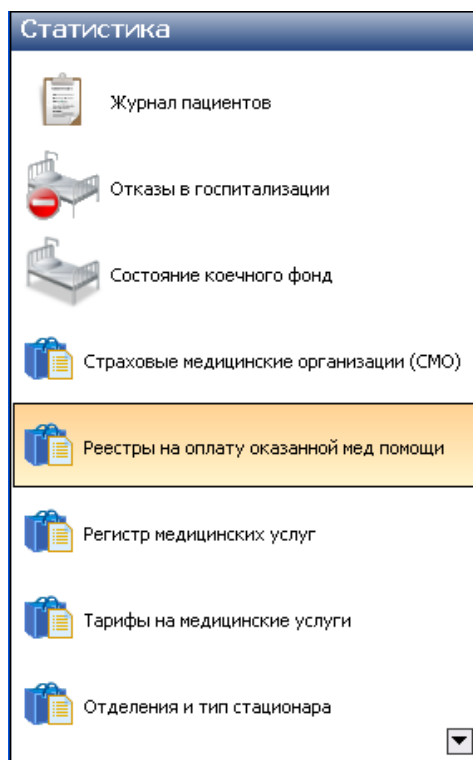 Статистика
Журнал пациентов
Отказы в госпитализации
Состояние коечного фонд
Страховые медицинские организации (СМО)
Реестры на оплату оказанной мед помощи
Регистр медицинских услуг
Тарифы на медицинские услуги
Отделения и тип стационара